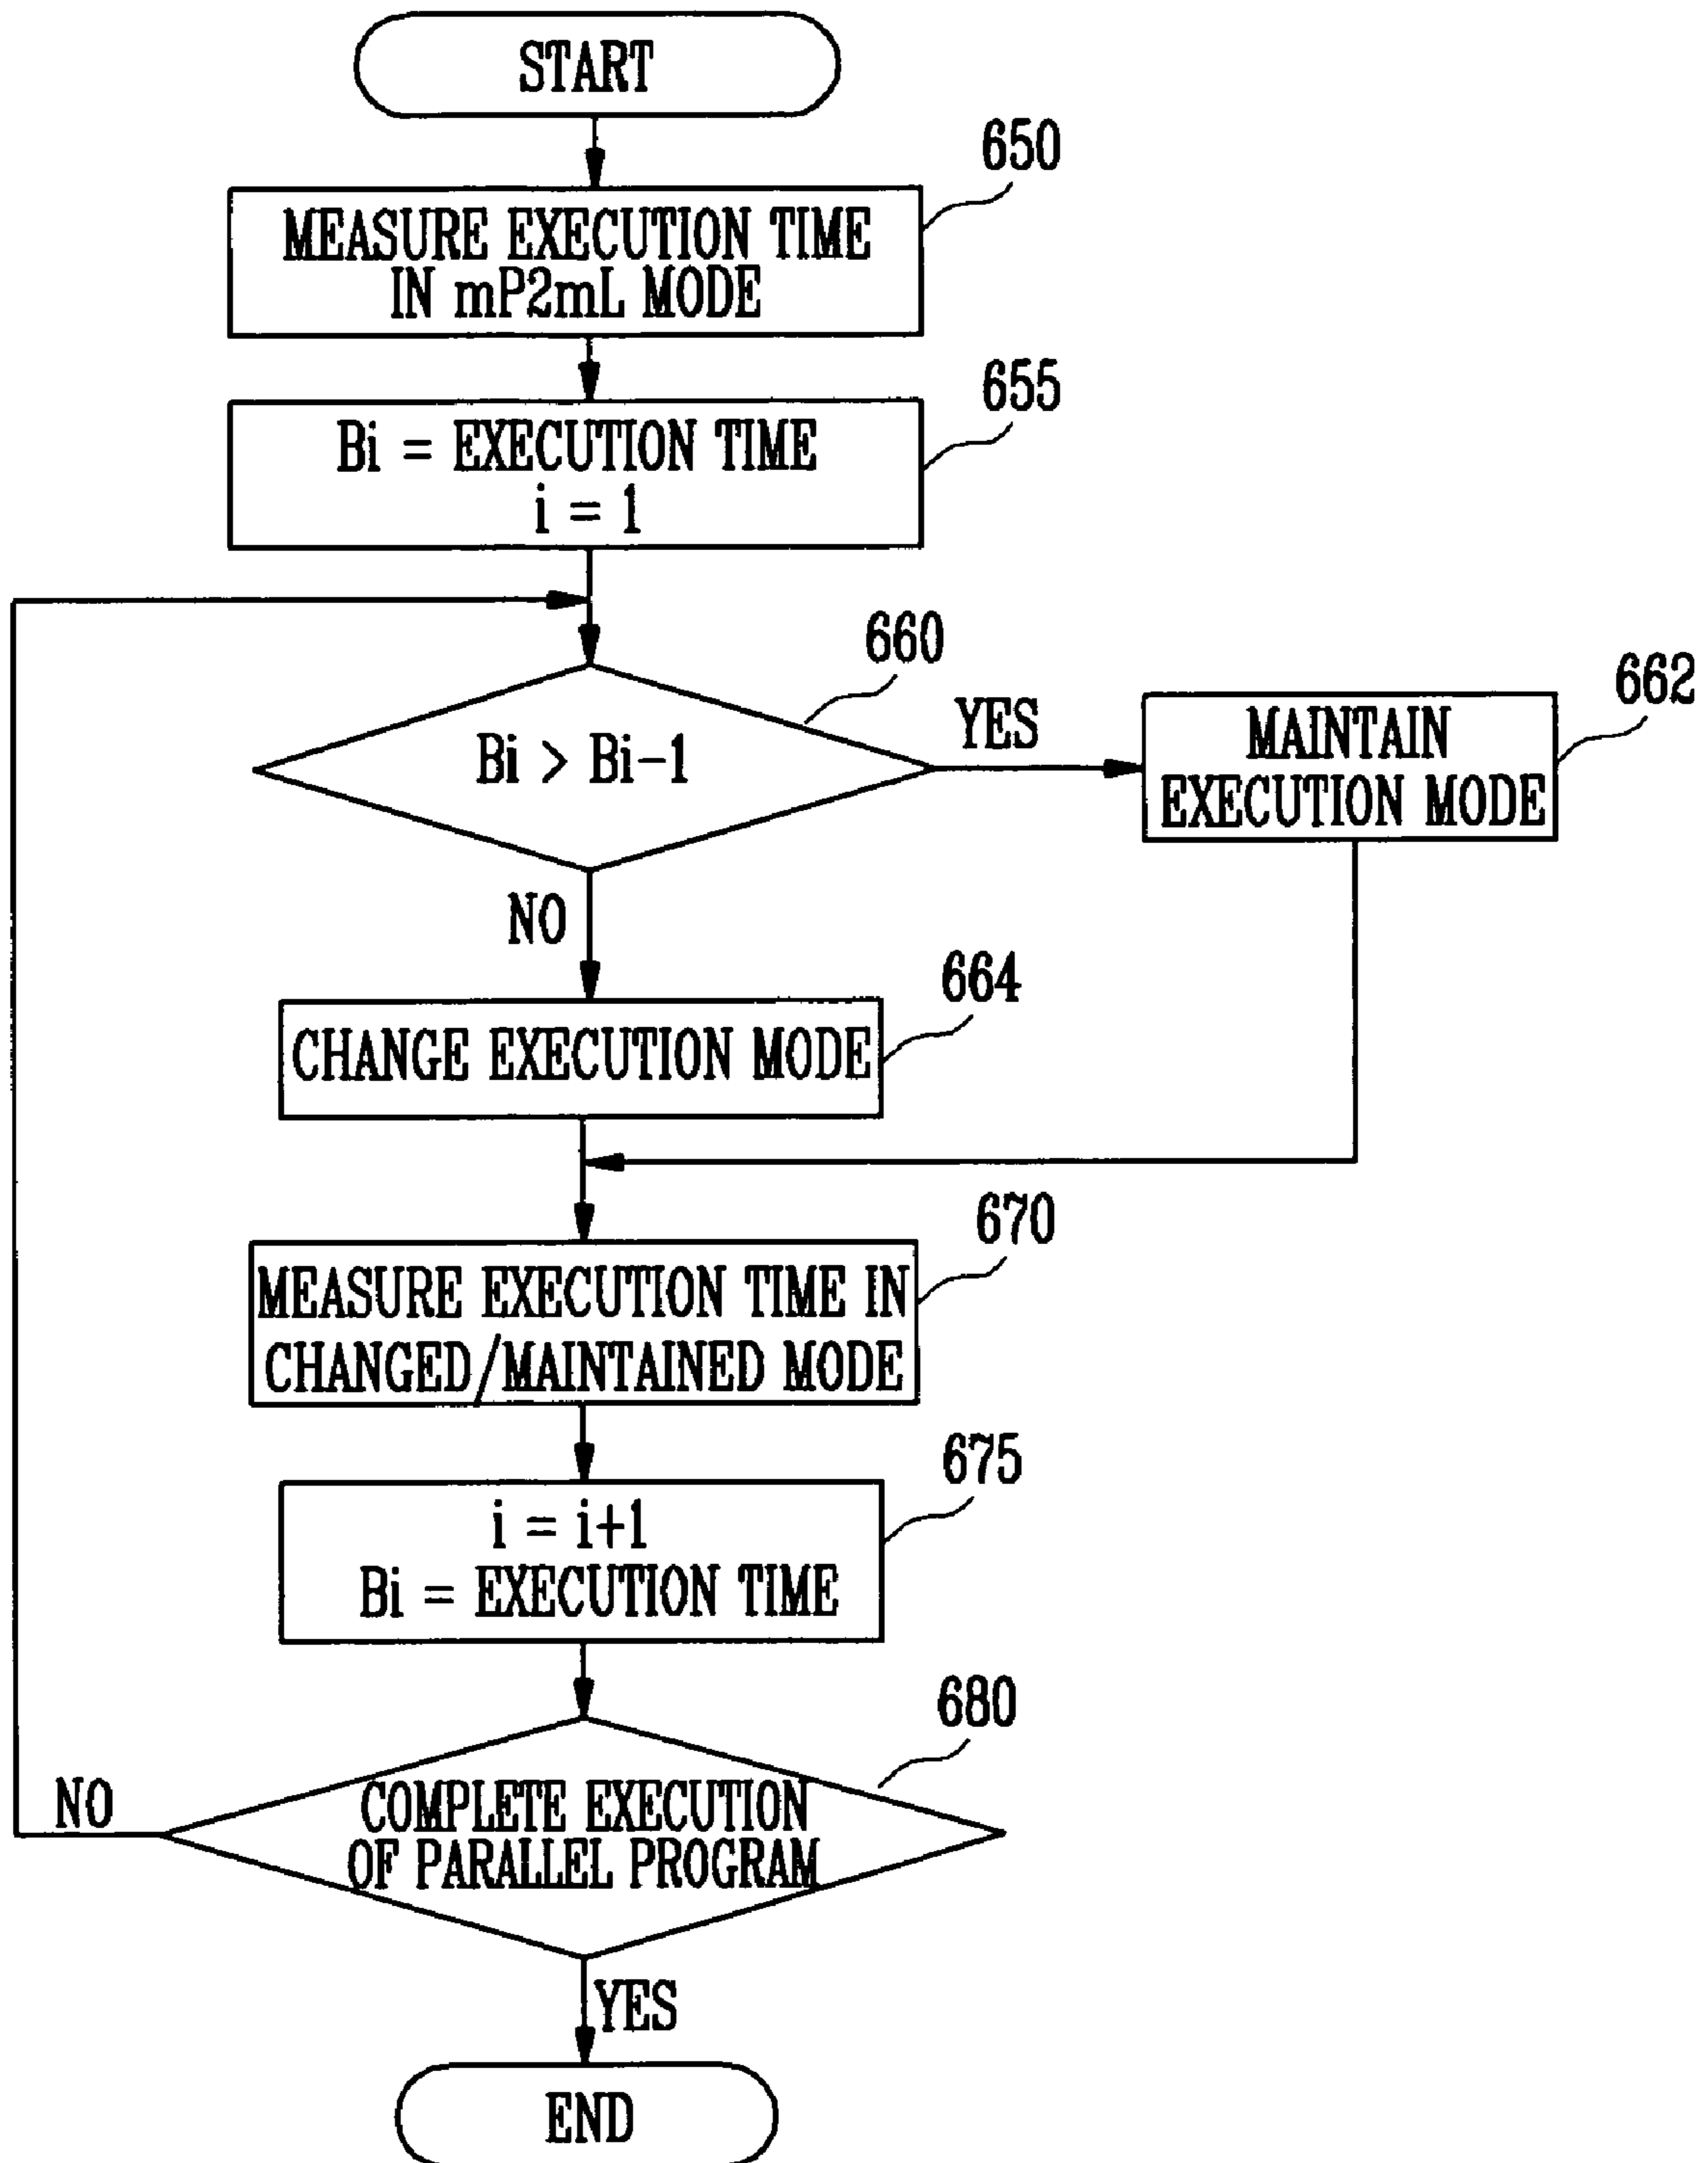 START
650
MEASURE EXECUTION TIME
IN mP2mL MODE
655
Bi = EXECUTION TIME
i = 1
660
Bi > Bi-1
YES
662
MAINTAIN
EXECUTION MODE
NO
664
CHANGE EXECUTION MODE
670
MEASURE EXECUTION TIME IN
CHANGED/MAINTAINED MODE
675
i = i+1
Bi = EXECUTION TIME
680
COMPLETE EXECUTION
OF PARALLEL PROGRAM
NO
YES
END